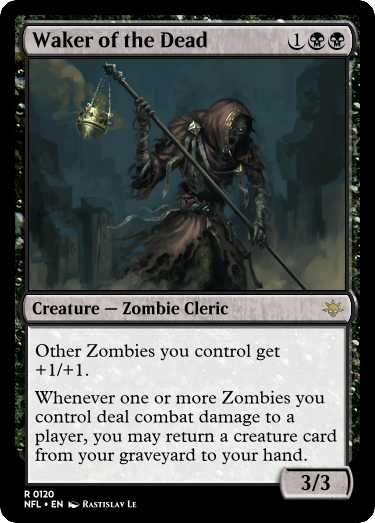 Waker of the Dead 1
Creature — Zombie Cleric
Other Zombies you control get
+1/+1.
Whenever one or more Zombies you
control deal combat damage to a
player, you may return a creature card
from your graveyard to your hand.
3/3
R 0120
NFL • EN Rastislav Le